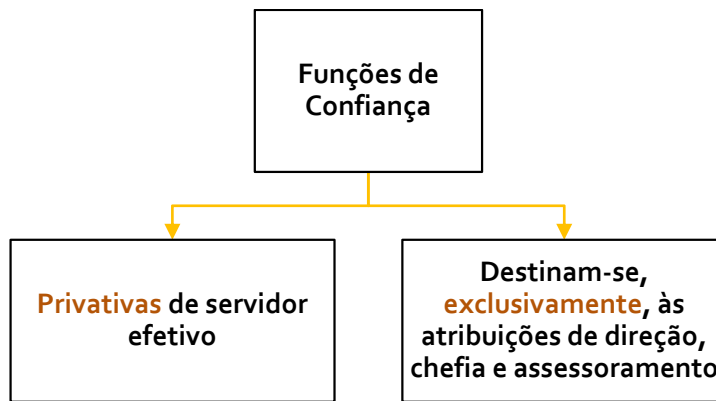 Funções de
Confiança
Privativas de servidor
efetivo
Destinam-se,
exclusivamente, às
atribuições de direção,
chefia e assessoramento